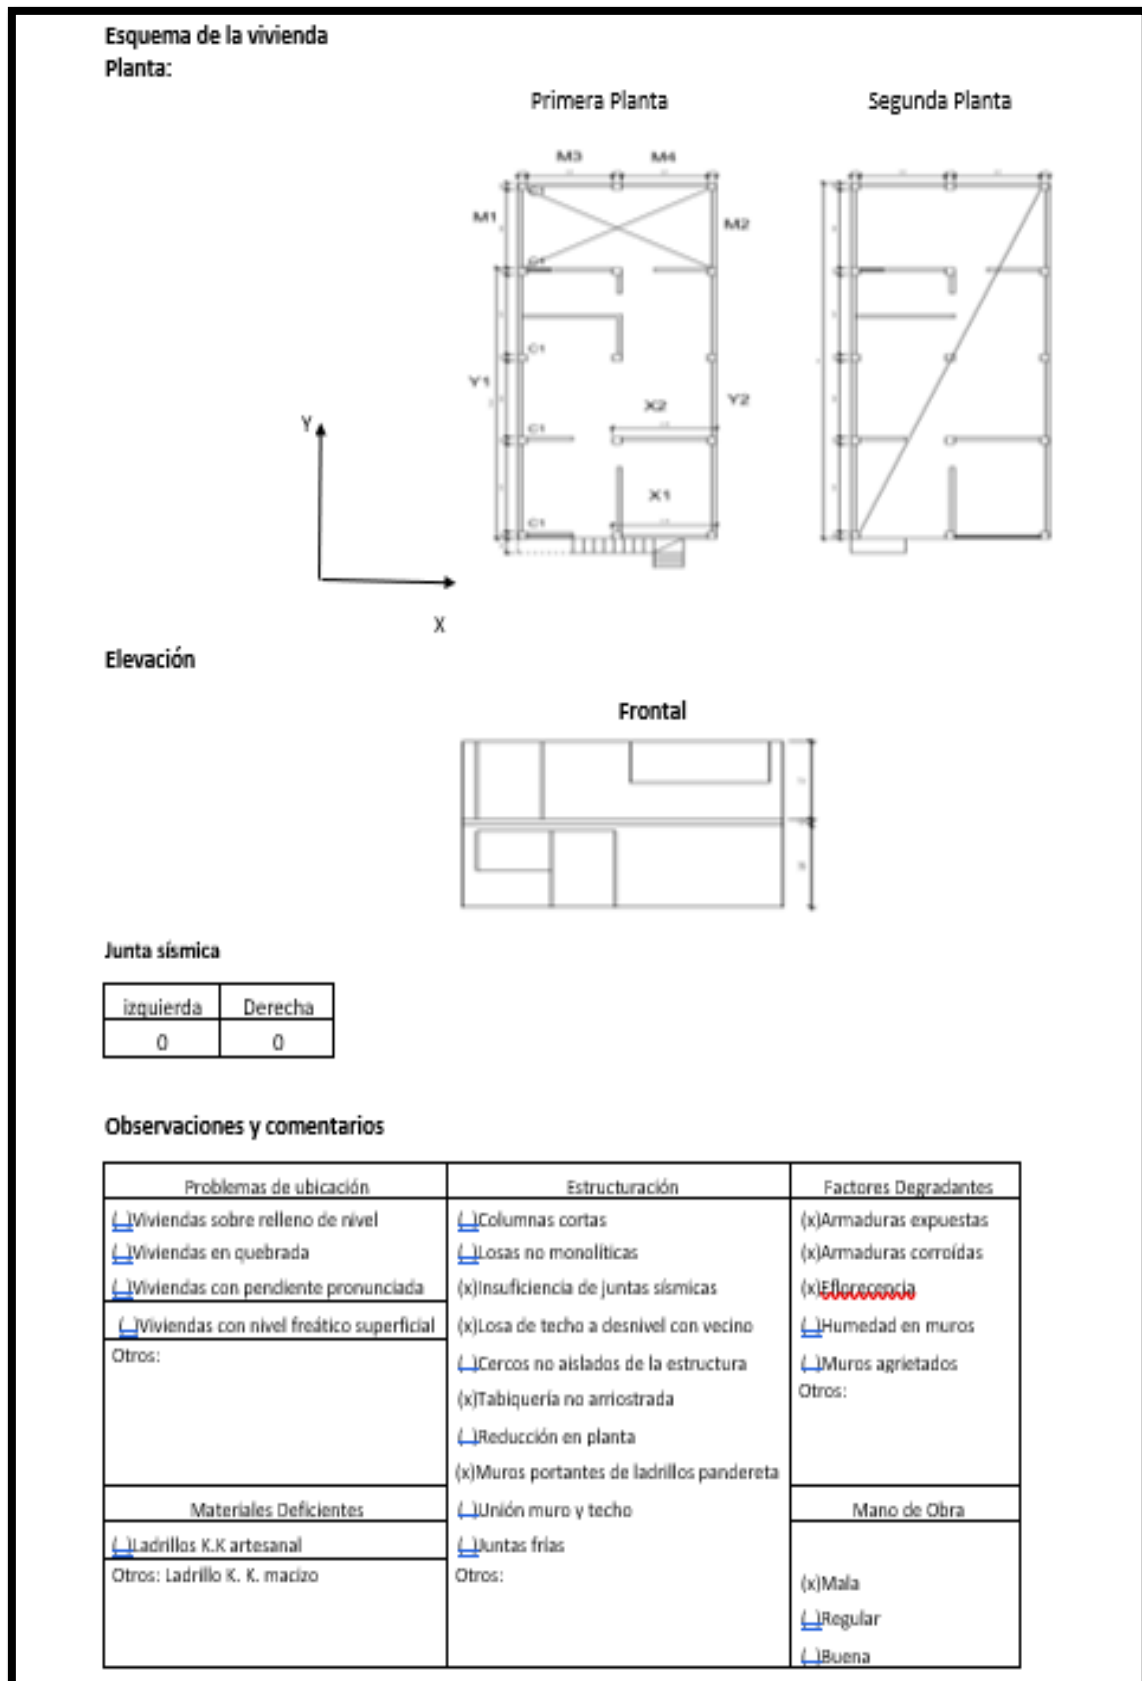 Esquema de la vivienda
Planta:
Primera Planta Segunda Planta
M3 M4
C1
M1 M2
C1
C1
Y1 X2 Y2
Y
C1
X1
C1
X
Elevación
Frontal
Junta sísmica
izquierda Derecha
0 0
Observaciones y comentarios
Problemas de ubicación
(_)Viviendas sobre relleno de nivel
(_)Viviendas en quebrada
(_)Viviendas con pendiente pronunciada
(_)Viviendas con nivel freático superficial
Otros:
Materiales Deficientes
(_)Ladrillos K.K artesanal
Otros: Ladrillo K. K. macizo
Estructuración
(_)Columnas cortas
(_)Losas no monolíticas
(x)Insuficiencia de juntas sísmicas
(x)Losa de techo a desnivel con vecino
(_)Cercos no aislados de la estructura
(x)Tabiquería no arriostrada
(_)Reducción en planta
(x)Muros portantes de ladrillos pandereta
(_)Unión muro y techo
(_)Juntas frías
Otros:
Factores Degradantes
(x)Armaduras expuestas
(x)Armaduras corroídas
(x)Eflorecencia
(_)Humedad en muros
(_)Muros agrietados
Otros:
Mano de Obra
(x)Mala
(_)Regular
(_)Buena